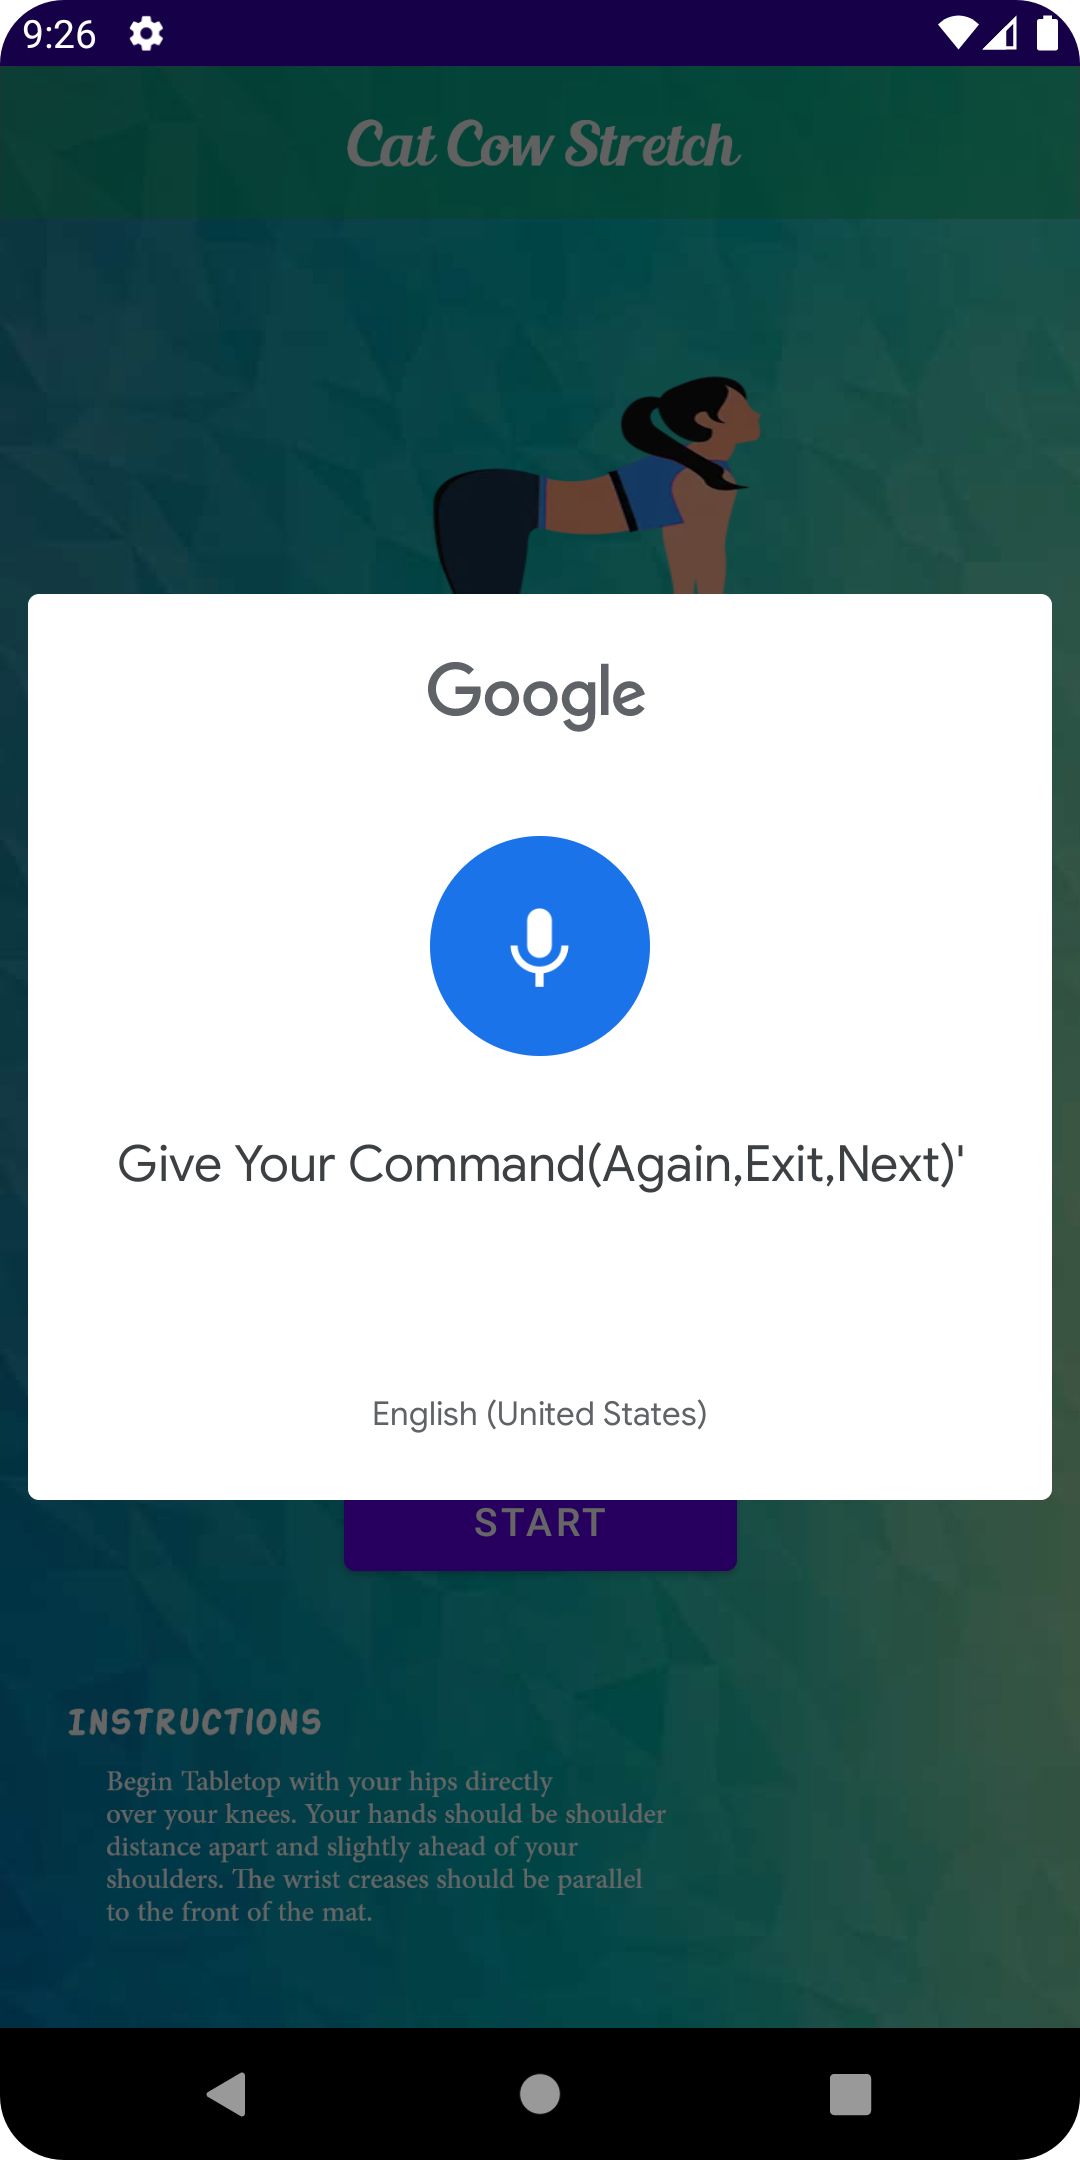 9:26
Cat Cow Stretch
Google
Give Your Command(Again,Exit,Next)'
English (United States)
START
INSTRUCTIONS
Begin Tabletop with your hips directly
over your knees. Your hands should be shoulder
distance apart and slightly ahead of your
shoulders. The wrist creases should be parallel
to the front of the mat.